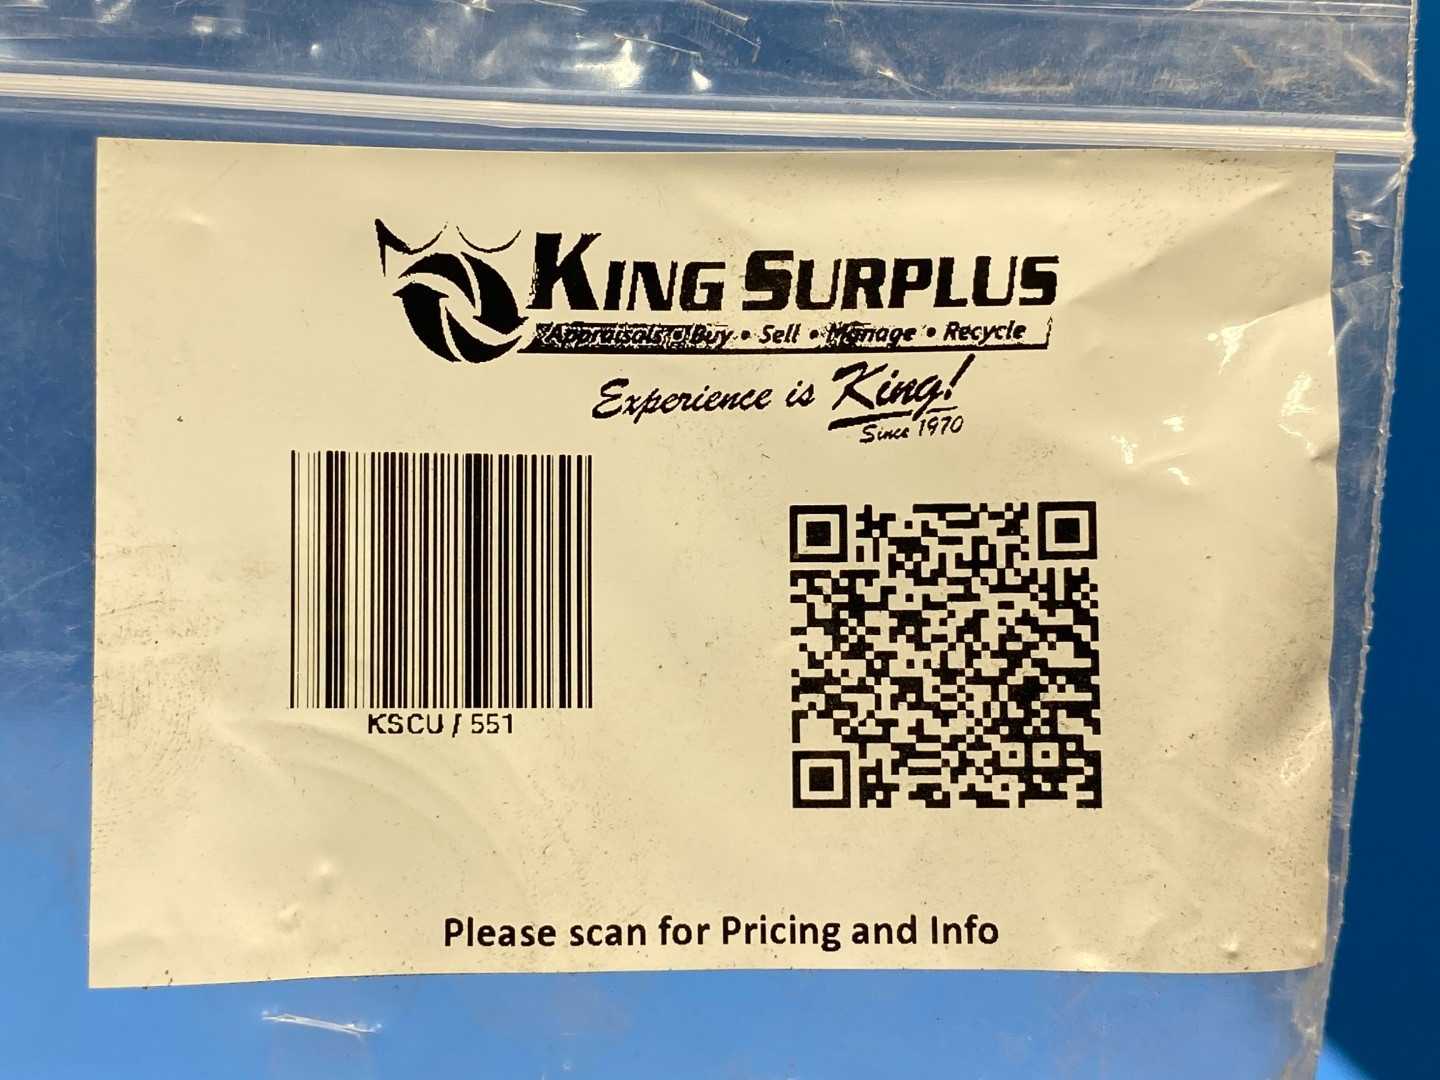 KING SURPLUS
Appraisals • Buy • Sell • Manage • Recycle
Experience is King!
Since 1970
KSCU / 551
Please scan for Pricing and Info